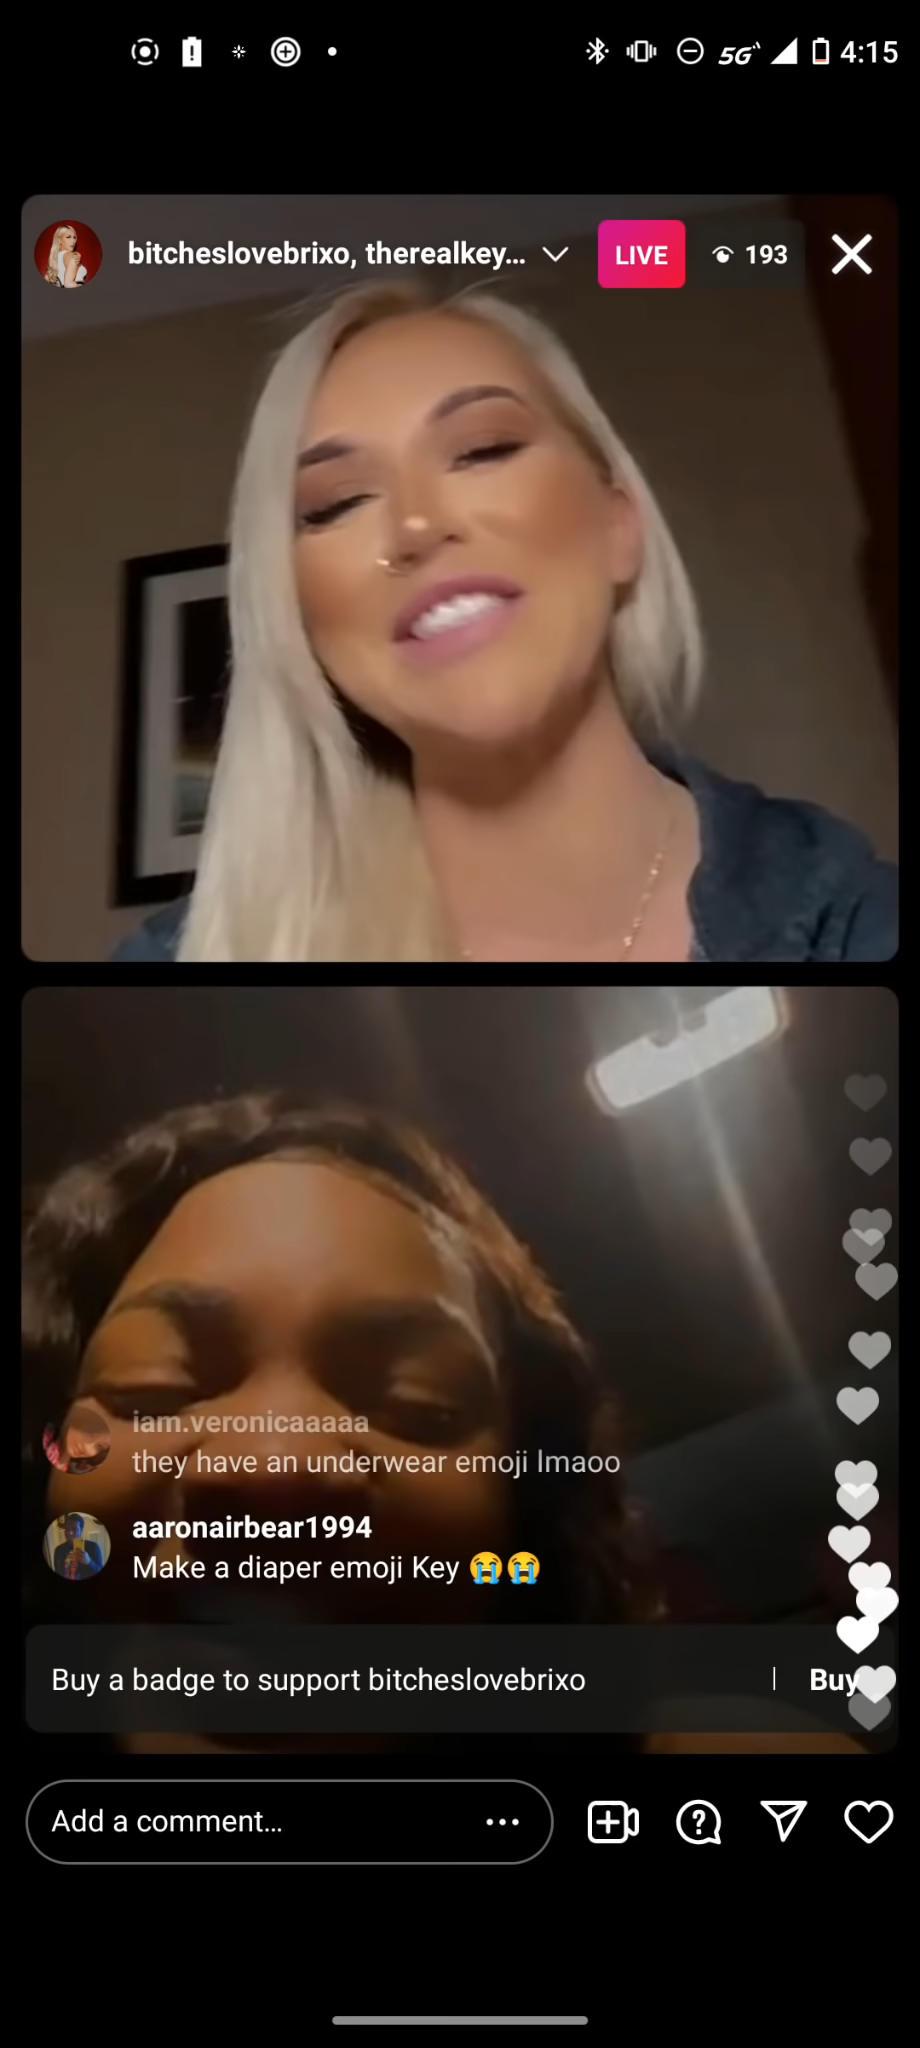 5G 4:15
bitcheslovebrixo, therealkey... LIVE 193
iam.veronicaaaaa
they have an underwear emoji lmaoo
aaronairbear1994
Make a diaper emoji Key 😭😭
Buy a badge to support bitcheslovebrixo | Buy
Add a comment...